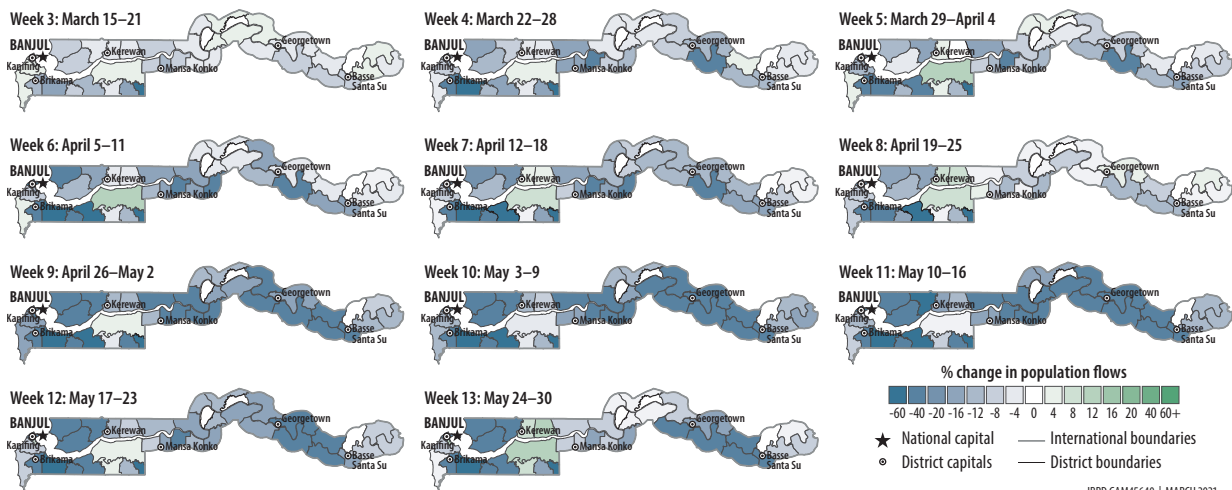 Week 3: March 15–21
BANJUL
Kanifing
Brikama
Kerewan
Mansa Konko
Georgetown
Basse
Santa Su
Week 4: March 22–28
BANJUL
Kanifing
Brikama
Kerewan
Mansa Konko
Georgetown
Basse
Santa Su
Week 5: March 29–April 4
BANJUL
Kanifing
Brikama
Kerewan
Mansa Konko
Georgetown
Basse
Santa Su
Week 6: April 5–11
BANJUL
Kanifing
Brikama
Kerewan
Mansa Konko
Georgetown
Basse
Santa Su
Week 7: April 12–18
BANJUL
Kanifing
Brikama
Kerewan
Mansa Konko
Georgetown
Basse
Santa Su
Week 8: April 19–25
BANJUL
Kanifing
Brikama
Kerewan
Mansa Konko
Georgetown
Basse
Santa Su
Week 9: April 26–May 2
BANJUL
Kanifing
Brikama
Kerewan
Mansa Konko
Georgetown
Basse
Santa Su
Week 10: May 3–9
BANJUL
Kanifing
Brikama
Kerewan
Mansa Konko
Georgetown
Basse
Santa Su
Week 11: May 10–16
BANJUL
Kanifing
Brikama
Kerewan
Mansa Konko
Georgetown
Basse
Santa Su
Week 12: May 17–23
BANJUL
Kanifing
Brikama
Kerewan
Mansa Konko
Georgetown
Basse
Santa Su
Week 13: May 24–30
BANJUL
Kanifing
Brikama
Kerewan
Mansa Konko
Georgetown
Basse
Santa Su
% change in population flows
-60 -40 -20 -16 -12 -8 -4 0 4 8 12 16 20 40 60+
National capital
International boundaries
District capitals
District boundaries
MARCH 2021